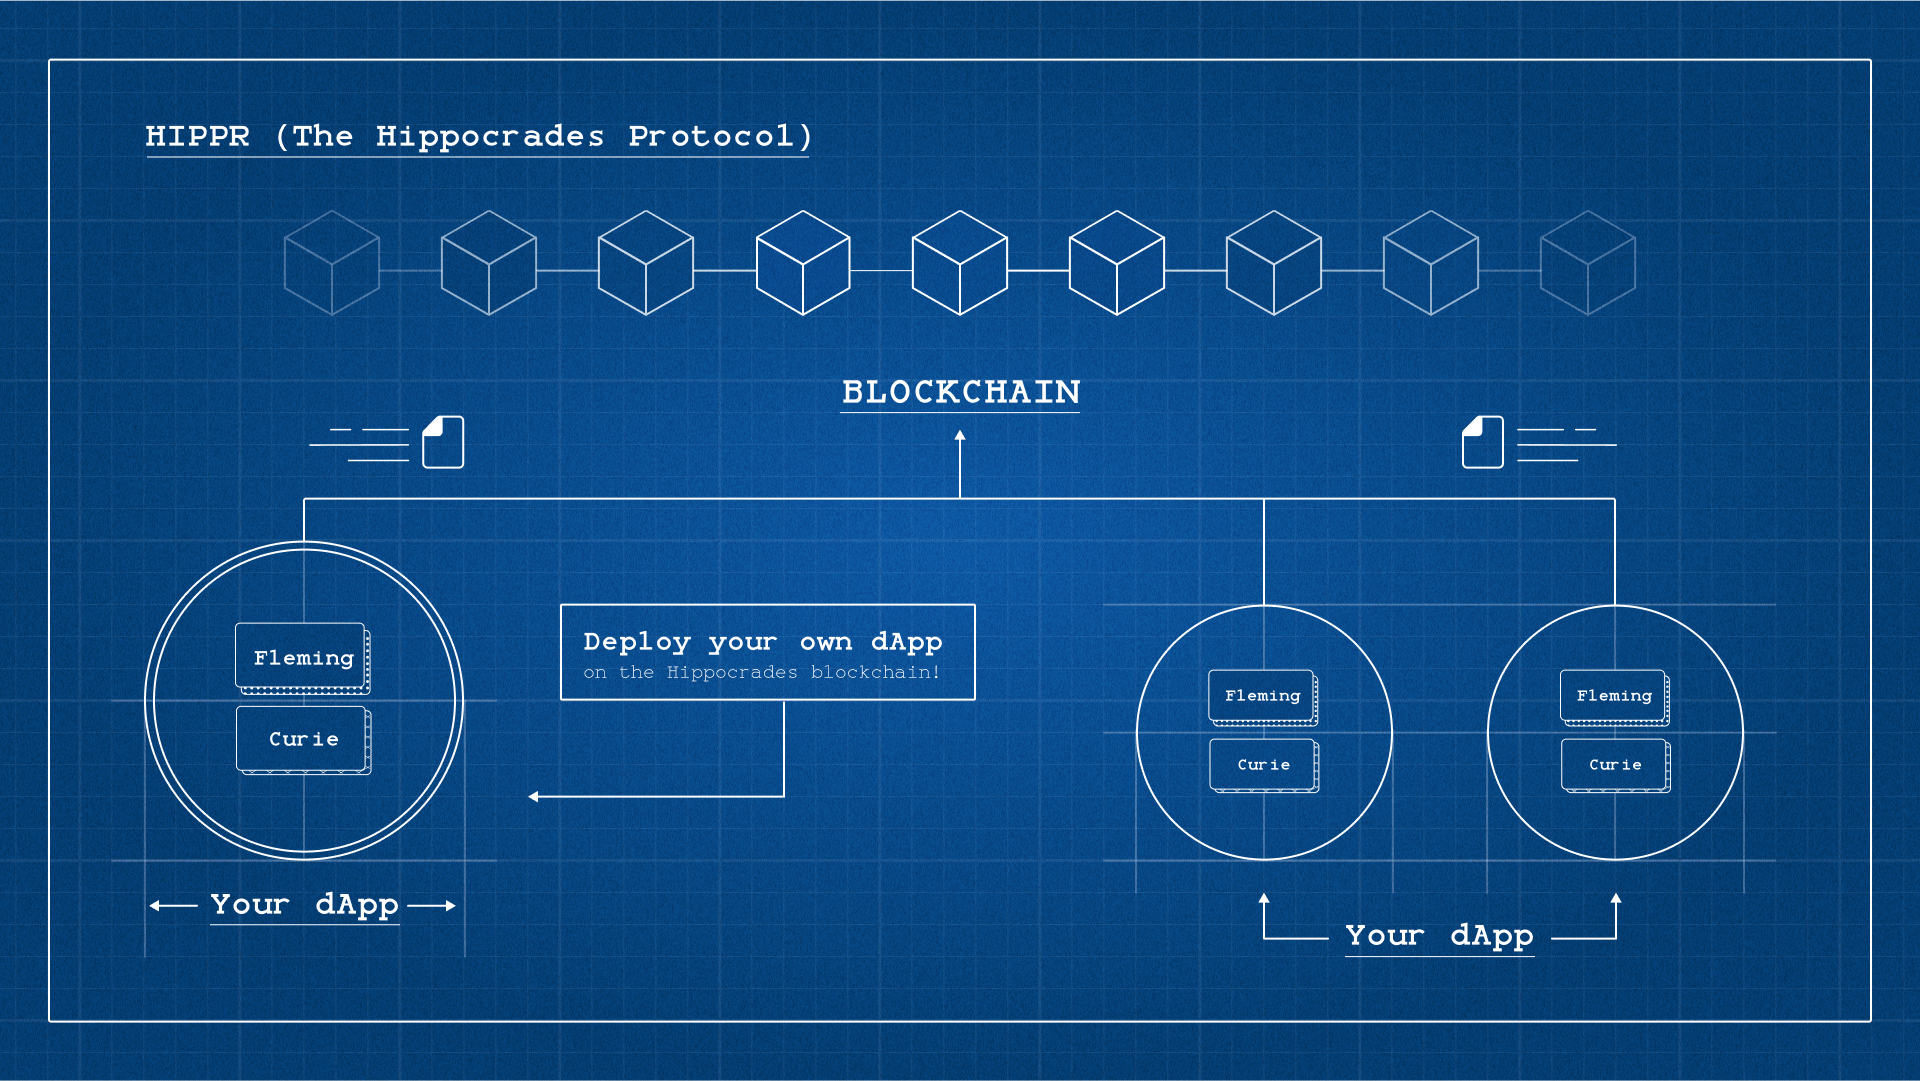 HIPPR (The Hippocrades Protocol)
BLOCKCHAIN
Fleming
Curie
Your dApp
Deploy your own dApp
on the Hippocrades blockchain!
Fleming
Curie
Fleming
Curie
Your dApp